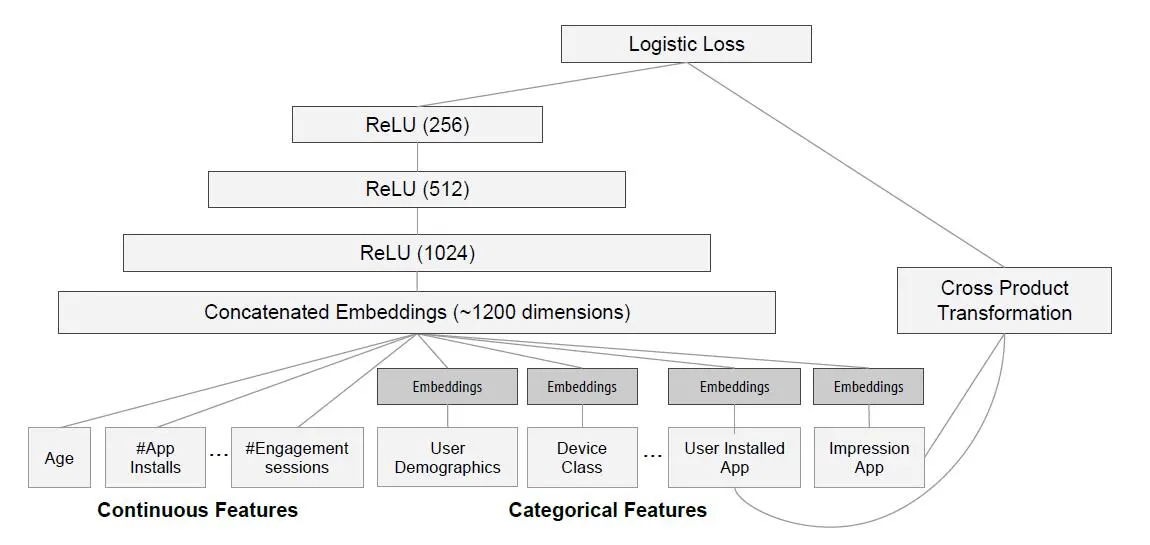 Logistic Loss
ReLU (256)
ReLU (512)
ReLU (1024)
Concatenated Embeddings (~1200 dimensions)
Cross Product
Transformation
Embeddings
Embeddings
Embeddings
Embeddings
Age
#App
Installs
...
#Engagement
sessions
User
Demographics
Device
Class
...
User Installed
App
Impression
App
Continuous Features
Categorical Features